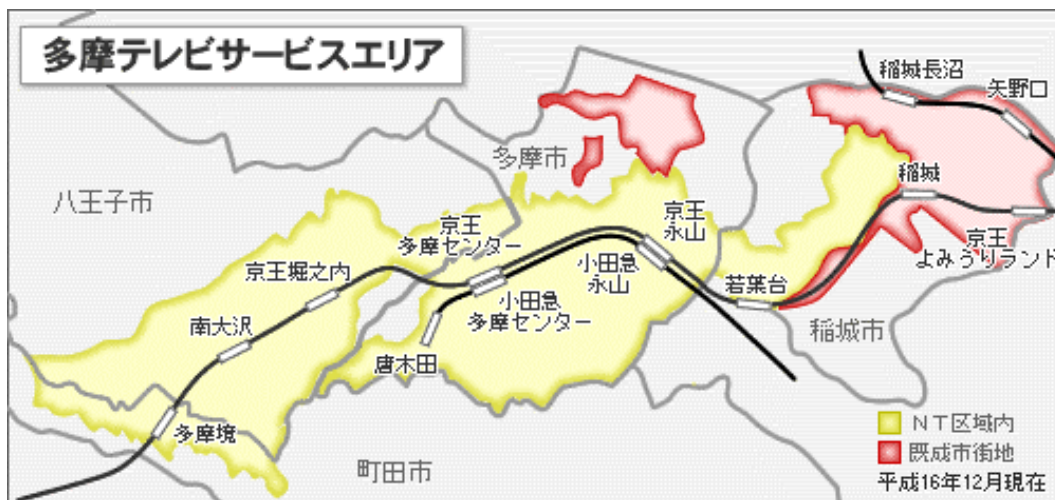 多摩テレビサービスエリア
稲城長沼
矢野口
多摩市
八王子市
稲城
京王
多摩センター
京王
永山
京王
よみうりランド
京王堀之内
小田急
永山
若葉台
南大沢
小田急
多摩センター
稲城市
唐木田
多摩境
町田市
NT区域内
既成市街地
平成16年12月現在